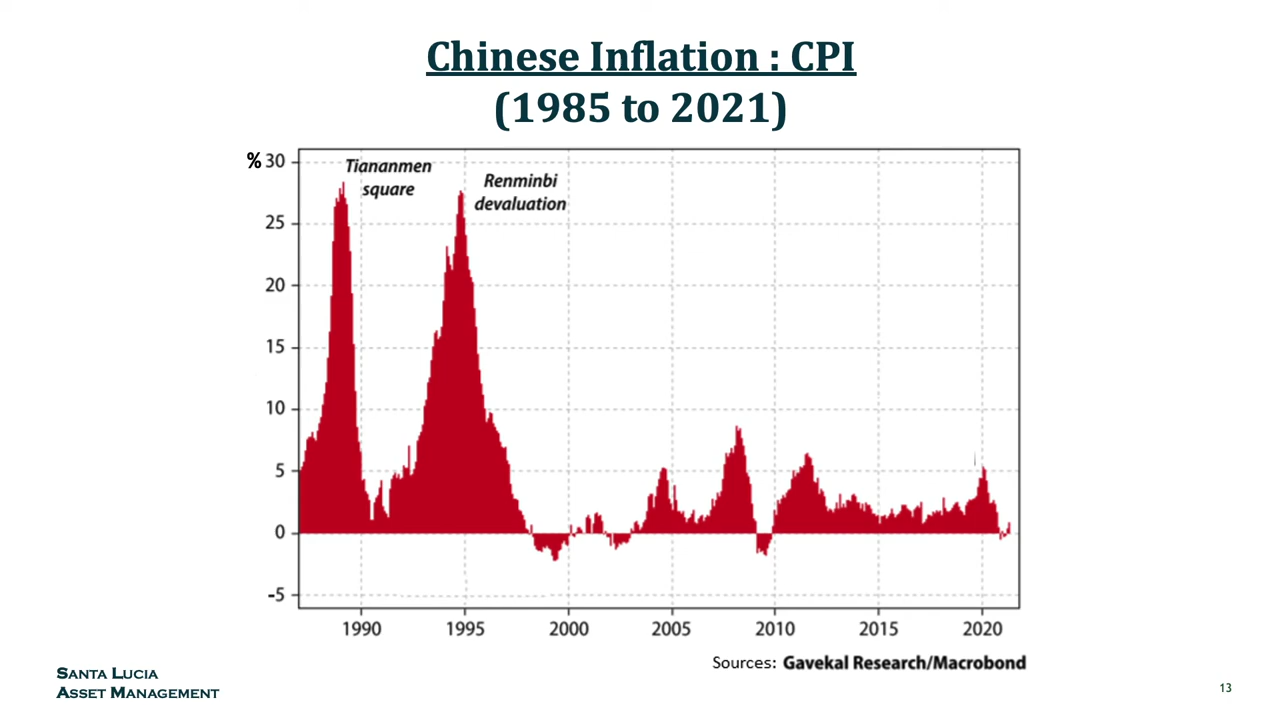 Chinese Inflation : CPI
(1985 to 2021)
% 30
Tiananmen
square
Renminbi
devaluation
25
20
15
10
5
0
-5
1990 1995 2000 2005 2010 2015 2020
Sources: Gavekal Research/Macrobond
SANTA LUCIA
ASSET MANAGEMENT
13